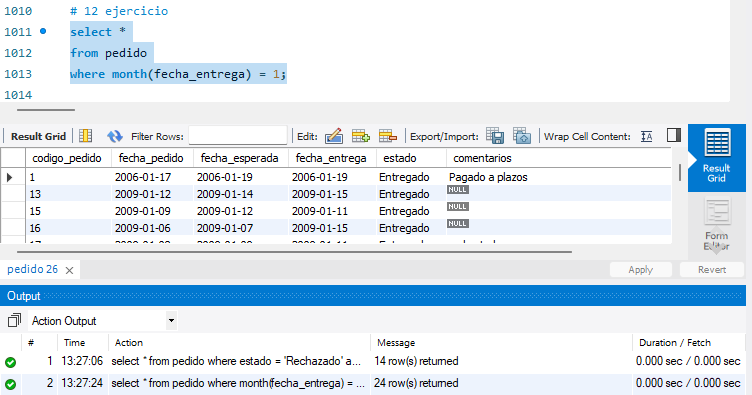 1010 # 12 ejercicio
1011 select *
1012 from pedido
1013 where month(fecha_entrega) = 1;
1014
Result Grid Filter Rows: Edit: Export/Import: Wrap Cell Content:
codigo_pedido fecha_pedido fecha_esperada fecha_entrega estado comentarios
1 2006-01-17 2006-01-19 2006-01-19 Entregado Pagado a plazos
13 2009-01-12 2009-01-14 2009-01-15 Entregado NULL
15 2009-01-09 2009-01-12 2009-01-11 Entregado NULL
16 2009-01-06 2009-01-07 2009-01-15 Entregado NULL
Result Grid
Form Editor
pedido 26 Apply Revert
Output
Action Output
# Time Action Message Duration / Fetch
1 13:27:06 select * from pedido where estado = 'Rechazado' a... 14 row(s) returned 0.000 sec / 0.000 sec
2 13:27:24 select * from pedido where month(fecha_entrega) = ... 24 row(s) returned 0.000 sec / 0.000 sec